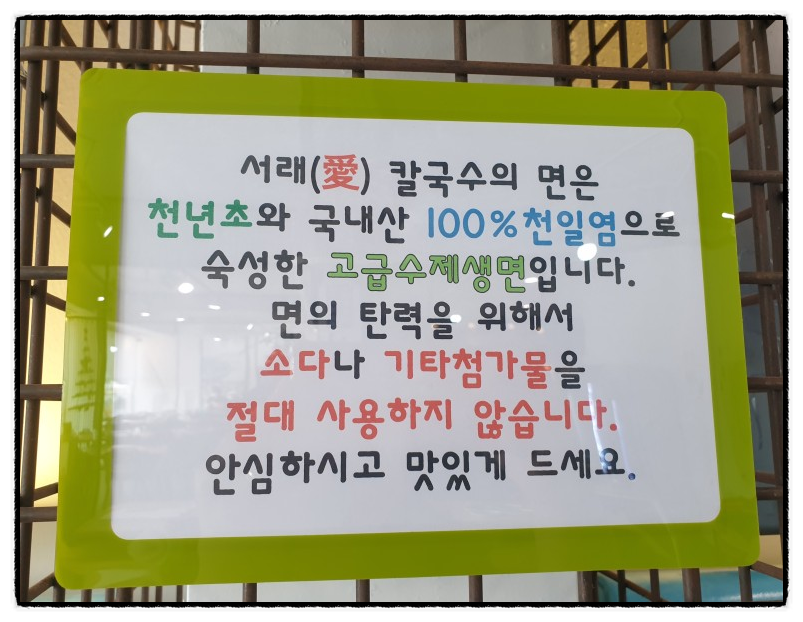 서래(愛) 칼국수의 면은
천년초와 국내산 100%천일염으로
숙성한 고급수제생면입니다.
면의 탄력을 위해서
소다나 기타첨가물을
절대 사용하지 않습니다.
안심하시고 맛있게 드세요.